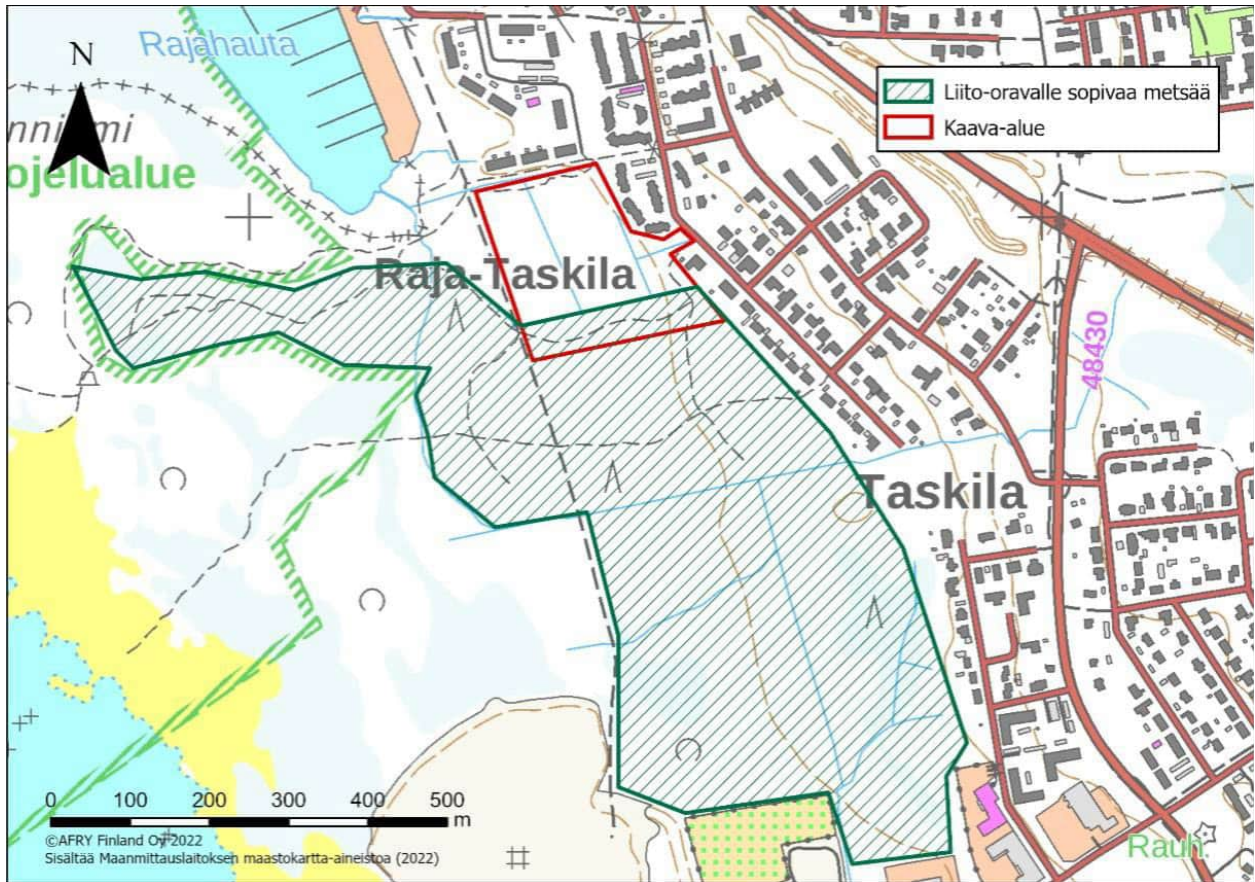 Rajahauta
N
nniemi
ojelualue
Liito-oravalle sopivaa metsää
Kaava-alue
Raja-Taskila
48430
Taskila
0 100 200 300 400 500
m
©AFRY Finland Oy 2022
Sisältää Maanmittauslaitoksen maastokartta-aineistoa (2022)
Rauh.